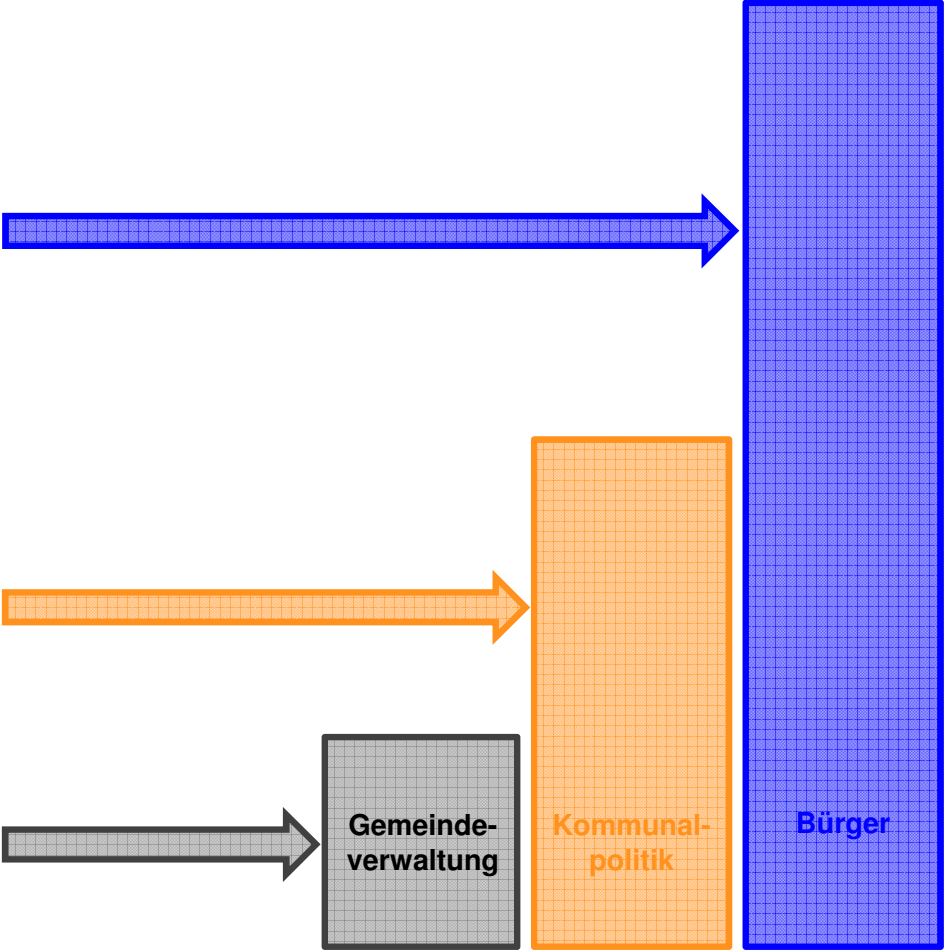 Gemeinde-
verwaltung
Kommunal-
politik
Bürger